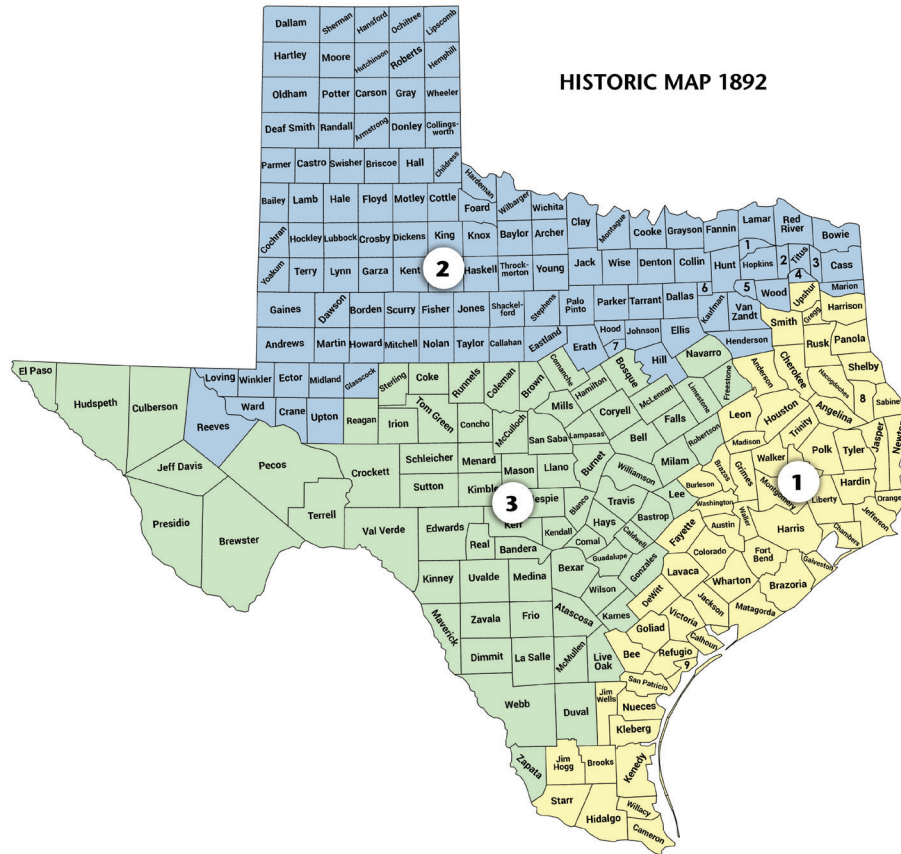 HISTORIC MAP 1892
Dallam Sherman Hansford Ochiltree Lipscomb
Hartley Moore Hutchinson Roberts Hemphill
Oldham Potter Carson Gray Wheeler
Deaf Smith Randall Armstrong Donley Collings-
worth
Parmer Castro Swisher Briscoe Hall Childress
Hardeman
Bailey Lamb Hale Floyd Motley Cottle Foard Wilbarger Wichita
Clay Montague Cooke Grayson Fannin Lamar Red
River Bowie
Cochran Hockley Lubbock Crosby Dickens King Knox Baylor Archer
1 2 Titus 3
Yoakum Terry Lynn Garza Kent 2 Haskell Throck-
morton Young Jack Wise Denton Collin Hunt Hopkins 4 Cass
Gaines Dawson Borden Scurry Fisher Jones Shackel-
ford Stephens Palo
Pinto Parker Tarrant Dallas 6 Kaufman 5 Van
Zandt Wood Upshur Marion
Andrews Martin Howard Mitchell Nolan Taylor Callahan Eastland Erath Hood
7 Johnson Ellis Henderson Smith Gregg Harrison
El Paso Hudspeth Culberson Reeves Loving Winkler Ector Midland Glasscock Sterling Coke Runnels Coleman Brown Comanche Hamilton Bosque Hill Navarro Rusk Panola
Ward Crane Upton Reagan Irion Tom Green Concho McCulloch Mills Coryell McLennan Limestone Freestone Anderson Cherokee Nacogdoches Shelby
San Saba Lampasas Bell Falls Robertson Leon Houston Angelina 8 Sabine
Jeff Davis Pecos Crockett Schleicher Menard Mason Llano Burnet Williamson Milam Madison Trinity Polk Tyler Jasper Newton
Presidio Brewster Terrell Val Verde Sutton Kimble 3 Gillespie Blanco Travis Lee Burleson Brazos Grimes Walker 1 Montgomery Liberty Hardin Orange
Edwards Real Kerr Bandera Kendall Comal Hays Caldwell Bastrop Washington Waller Austin Harris Chambers Jefferson
Kinney Uvalde Medina Bexar Guadalupe Gonzales Fayette Colorado Fort
Bend Galveston
Maverick Zavala Frio Atascosa Wilson Karnes DeWitt Lavaca Wharton Brazoria
Dimmit La Salle McMullen Live
Oak Bee Goliad Victoria Jackson Matagorda
Refugio Calhoun 9
San Patricio
Webb Duval Jim
Wells Nueces
Kleberg
Zapata Jim
Hogg Brooks Kenedy
Starr Hidalgo Willacy
Cameron